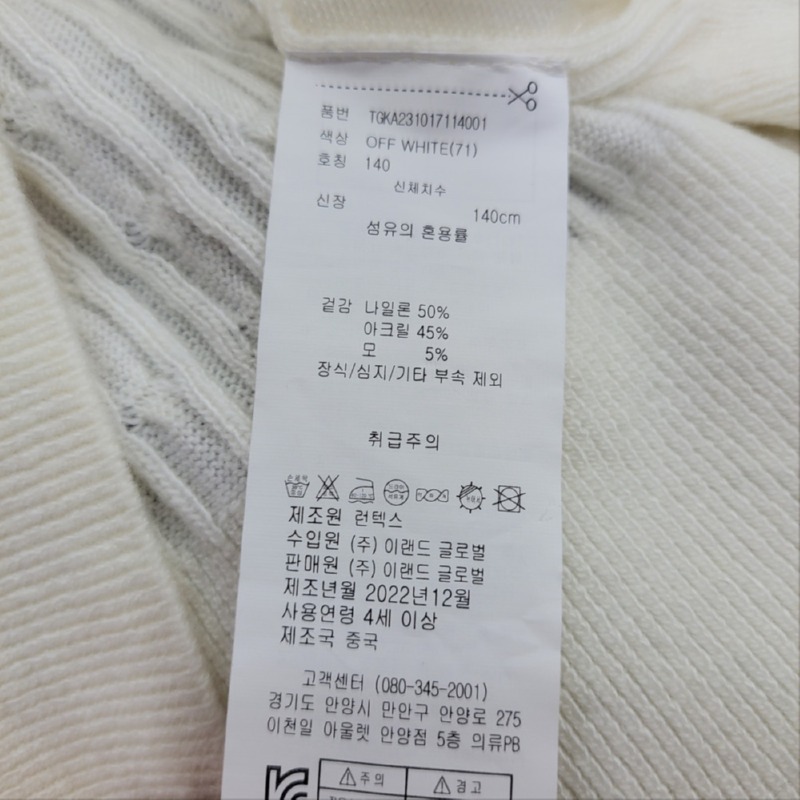 품번 TGKA231017114001
색상 OFF WHITE(71)
호칭 140
신체치수
신장 140cm
섬유의 혼용률
겉감 나일론 50%
아크릴 45%
모 5%
장식/심지/기타 부속 제외
취급주의
제조원 런텍스
수입원 (주) 이랜드 글로벌
판매원 (주) 이랜드 글로벌
제조년월 2022년12월
사용연령 4세 이상
제조국 중국
고객센터 (080-345-2001)
경기도 안양시 만안구 안양로 275
이천일 아울렛 안양점 5층 의류PB
주의 경고